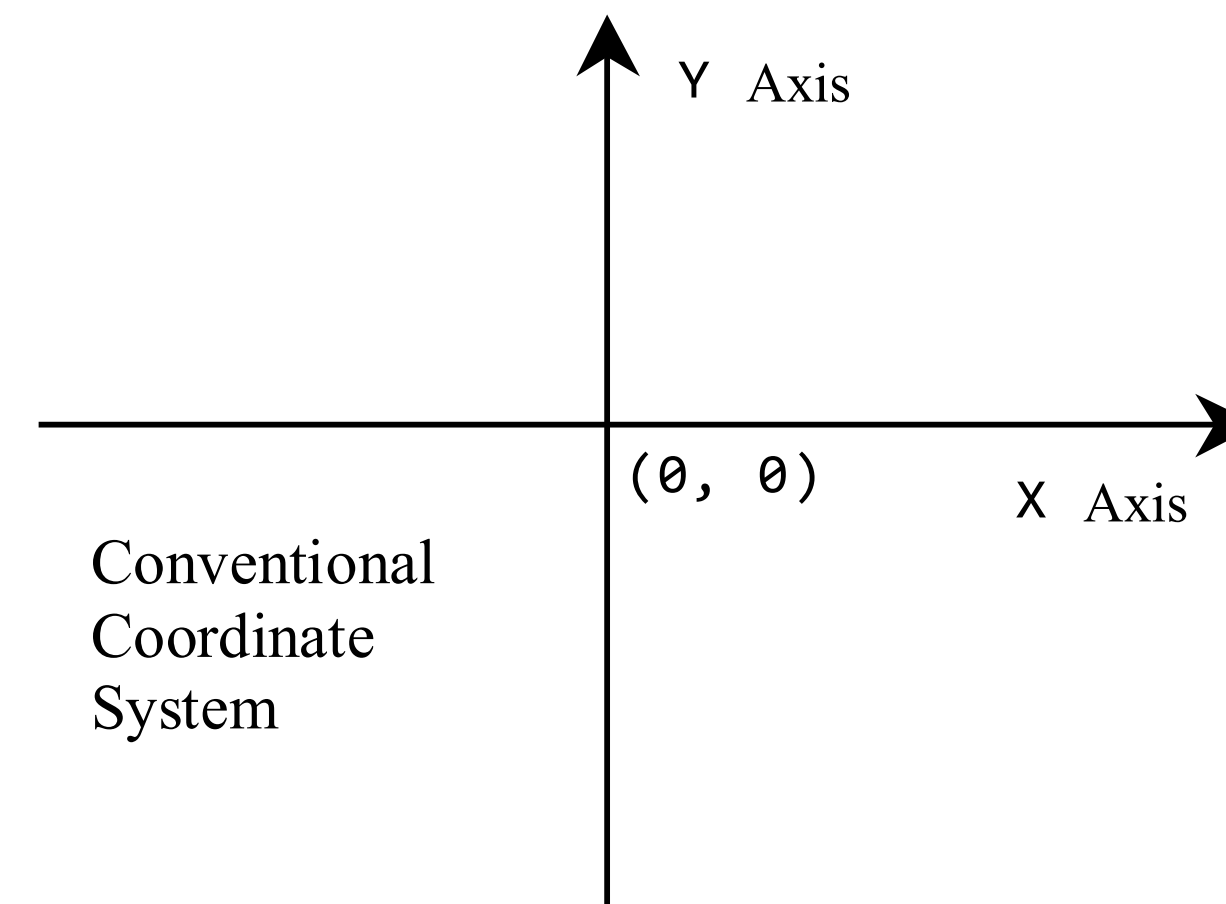 Y Axis
(0, 0)
X Axis
Conventional
Coordinate
System